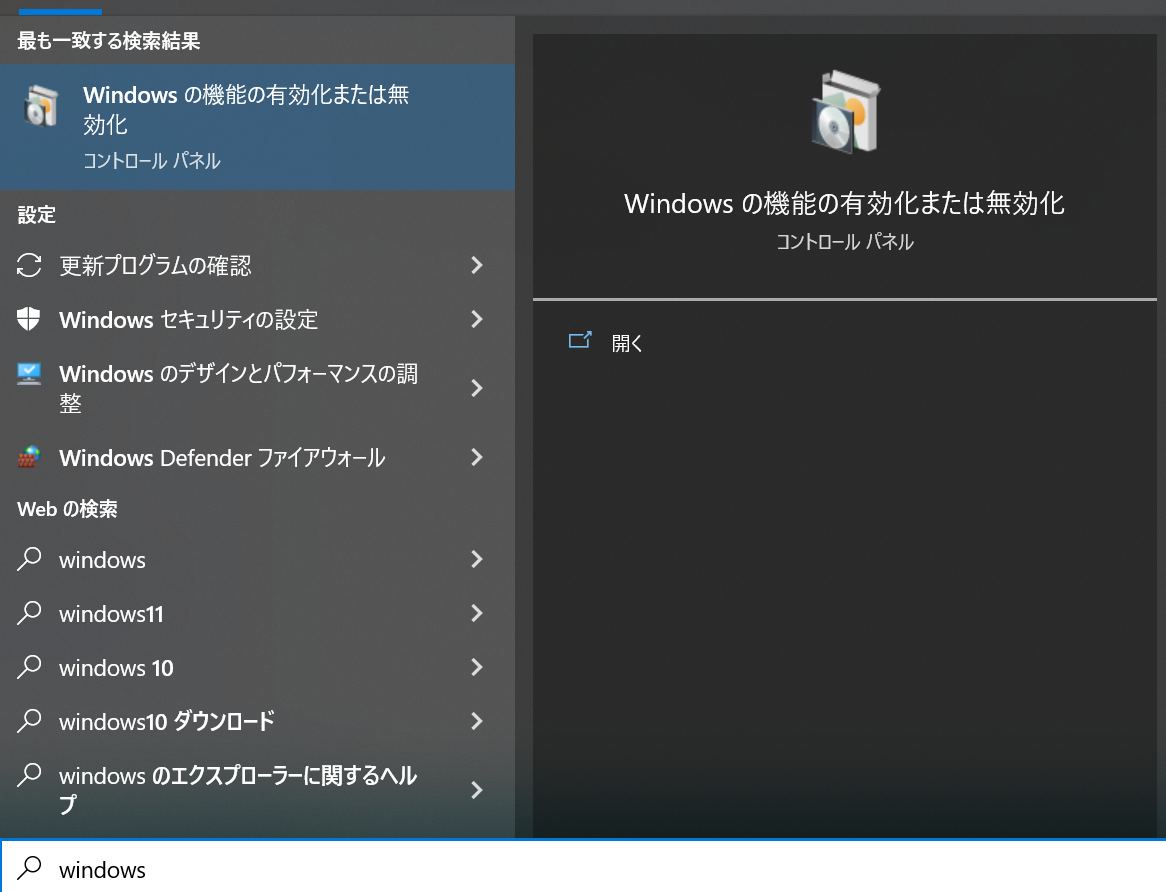 最も一致する検索結果
Windows の機能の有効化または無
効化
コントロール パネル
設定
更新プログラムの確認
Windows セキュリティの設定
Windows のデザインとパフォーマンスの調
整
Windows Defender ファイアウォール
Web の検索
windows
windows11
windows 10
windows10 ダウンロード
windows のエクスプローラーに関するヘル
プ
windows
Windows の機能の有効化または無効化
コントロール パネル
開く